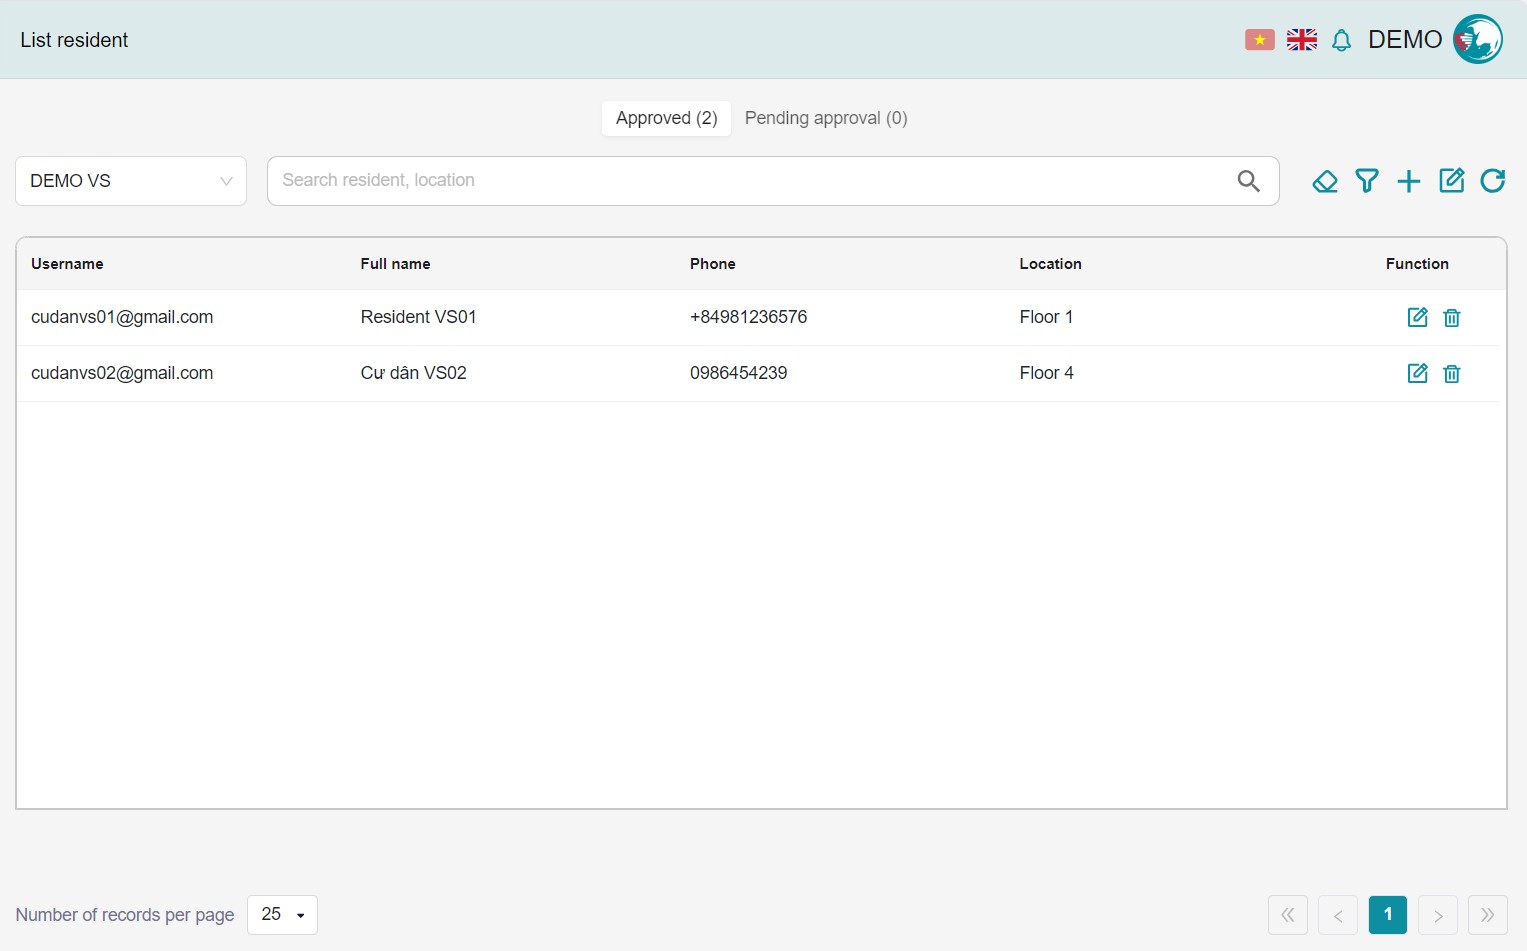 List resident
DEMO
Approved (2) Pending approval (0)
DEMO VS Search resident, location
Username Full name Phone Location Function
cudanvs01@gmail.com Resident VS01 +84981236576 Floor 1
cudanvs02@gmail.com Cư dân VS02 0986454239 Floor 4
Number of records per page 25 1